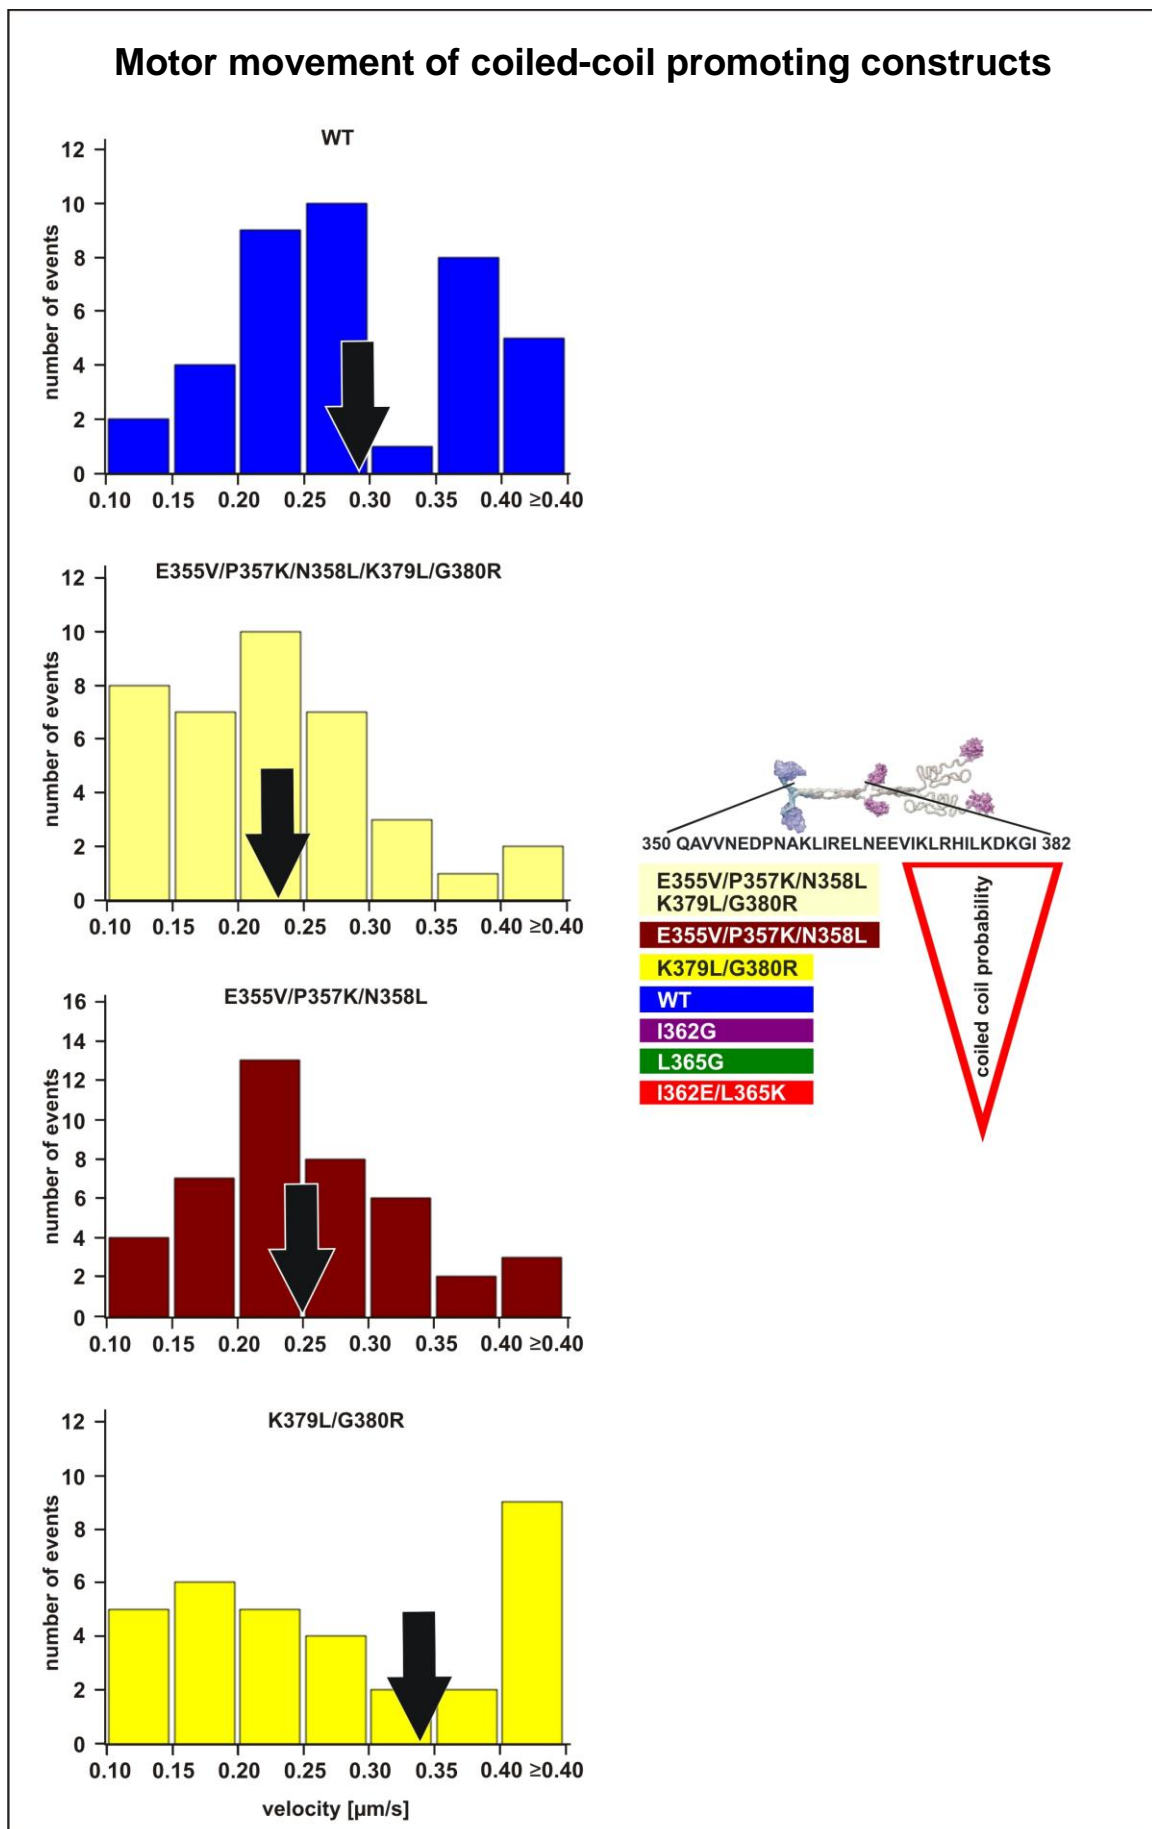 Motor movement of coiled-coil promoting constructs
WT
number of events
12
10
8
6
4
2
0
0.10 0.15 0.20 0.25 0.30 0.35 0.40 ≥0.40
E355V/P357K/N358L/K379L/G380R
number of events
12
10
8
6
4
2
0
0.10 0.15 0.20 0.25 0.30 0.35 0.40 ≥0.40
E355V/P357K/N358L
number of events
16
14
12
10
8
6
4
2
0
0.10 0.15 0.20 0.25 0.30 0.35 0.40 ≥0.40
K379L/G380R
number of events
12
10
8
6
4
2
0
0.10 0.15 0.20 0.25 0.30 0.35 0.40 ≥0.40
velocity [µm/s]
350 QAVVNEDPNAKLIRELNEEVIKLRHILKDKGI 382
E355V/P357K/N358L
K379L/G380R
E355V/P357K/N358L
K379L/G380R
WT
I362G
L365G
I362E/L365K
coiled coil probability